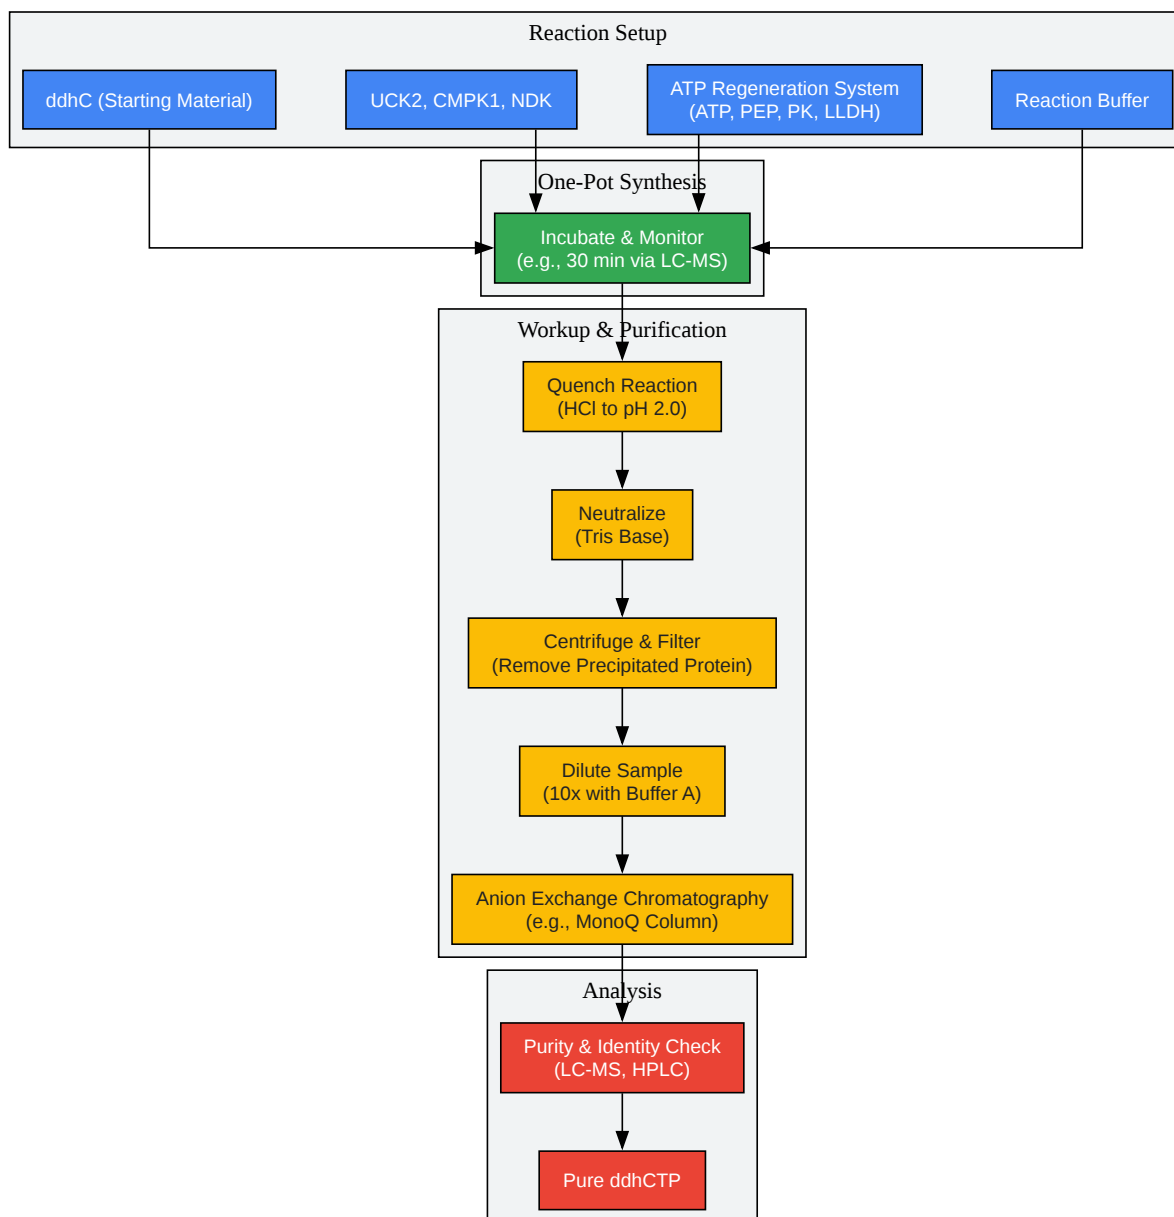 Reaction Setup
ddhC (Starting Material)
UCK2, CMPK1, NDK
ATP Regeneration System
(ATP, PEP, PK, LLDH)
Reaction Buffer
One-Pot Synthesis
Incubate & Monitor
(e.g., 30 min via LC-MS)
Workup & Purification
Quench Reaction
(HCl to pH 2.0)
Neutralize
(Tris Base)
Centrifuge & Filter
(Remove Precipitated Protein)
Dilute Sample
(10x with Buffer A)
Anion Exchange Chromatography
(e.g., MonoQ Column)
Analysis
Purity & Identity Check
(LC-MS, HPLC)
Pure ddhCTP